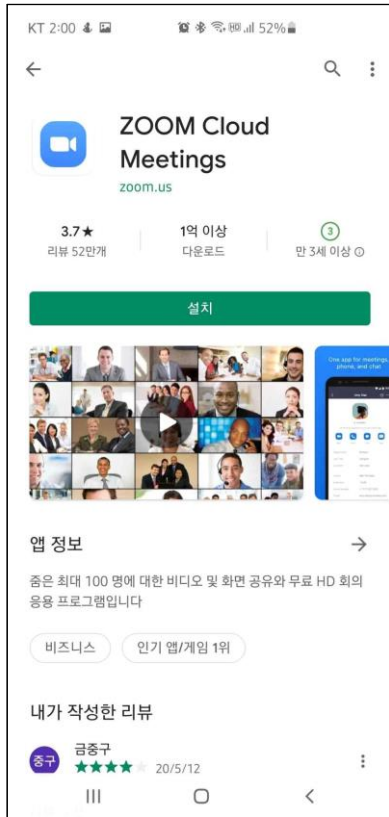 KT 2:00
52%
ZOOM Cloud
Meetings
zoom.us
3.7★
리뷰 52만개
1억 이상
다운로드
3
만 3세 이상
설치
One app for meetings,
phone, and chat
앱 정보
줌은 최대 100 명에 대한 비디오 및 화면 공유와 무료 HD 회의
응용 프로그램입니다
비즈니스
인기 앱/게임 1위
내가 작성한 리뷰
중구
금중구
20/5/12